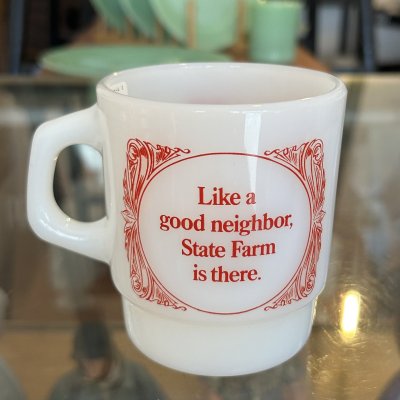 Like a
good neighbor,
State Farm
is there.